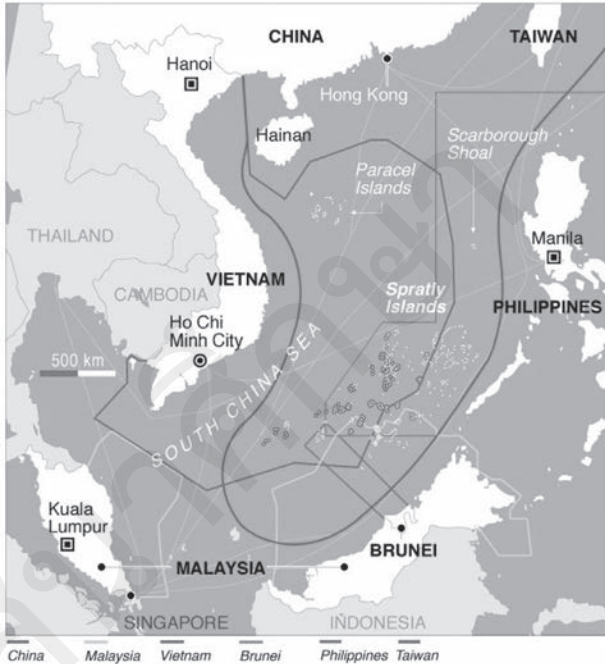 CHINA
TAIWAN
Hanoi
Hong Kong
Hainan
Scarborough
Shoal
Paracel
Islands
THAILAND
Manila
VIETNAM
CAMBODIA
Spratly
Islands
PHILIPPINES
Ho Chi
Minh City
500 km
SOUTH CHINA SEA
Kuala
Lumpur
BRUNEI
MALAYSIA
SINGAPORE
INDONESIA
China Malaysia Vietnam Brunei Philippines Taiwan